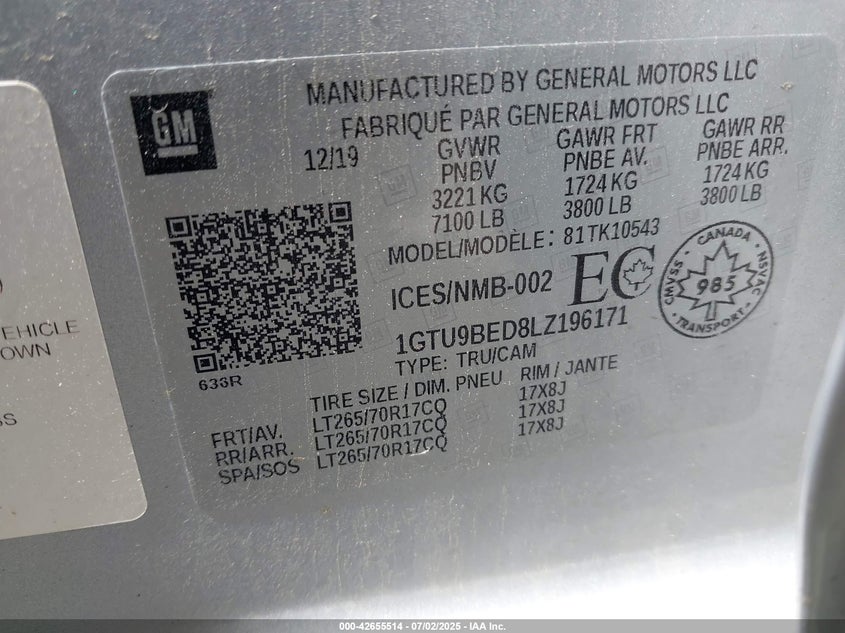 MANUFACTURED BY GENERAL MOTORS LLC
FABRIQUÉ PAR GENERAL MOTORS LLC
GM
12/19
GVWR
PNBV
3221 KG
7100 LB
GAWR FRT
PNBE AV.
1724 KG
3800 LB
GAWR RR
PNBE ARR.
1724 KG
3800 LB
MODEL/MODÈLE: 81TK10543
ICES/NMB-002
EC
CANADA
CMVSS
NSVAC
985
TRANSPORT
1GTU9BED8LZ196171
TYPE: TRU/CAM
633R
TIRE SIZE / DIM. PNEU RIM / JANTE
FRT/AV. LT265/70R17CQ 17X8J
RR/ARR. LT265/70R17CQ 17X8J
SPA/SOS LT265/70R17CQ 17X8J
VEHICLE
OWN
000-42655514 - 07/02/2025 - IAA Inc.